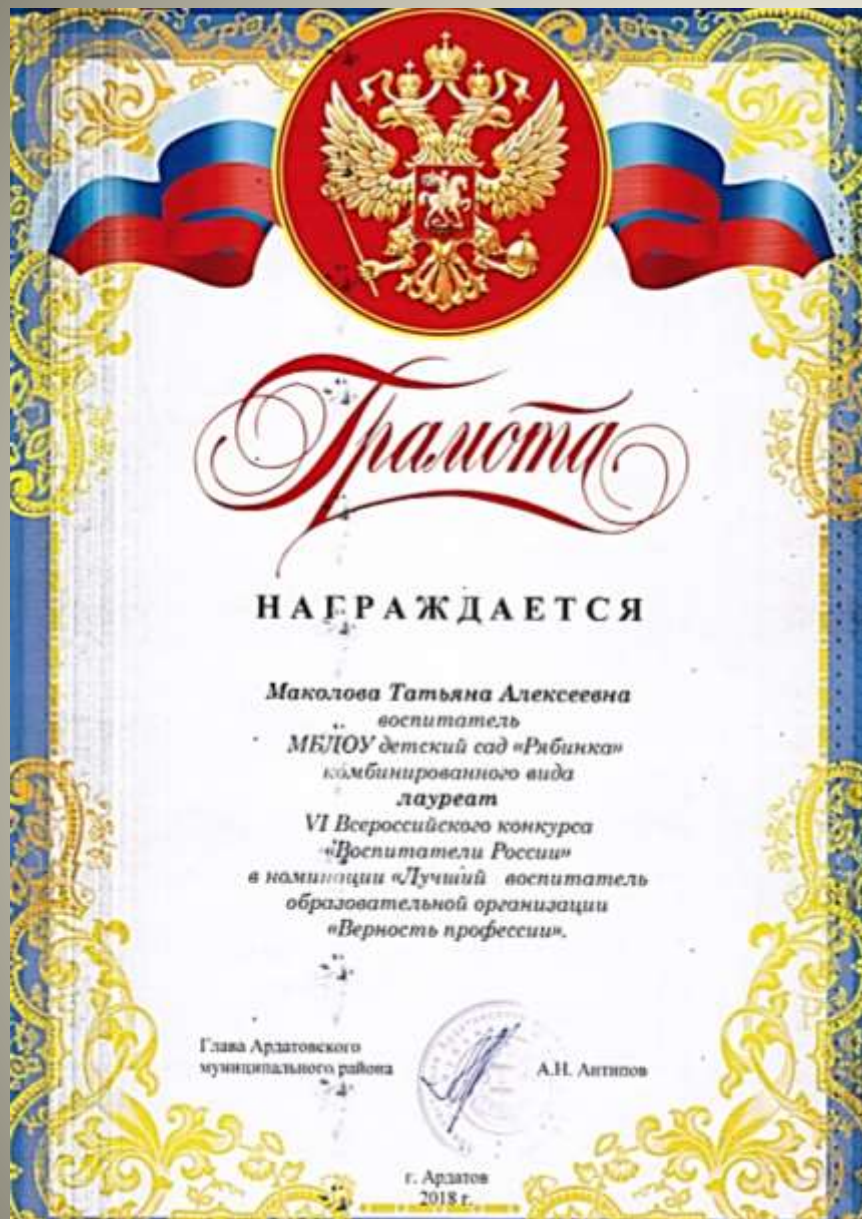 Грамота
НАГРАЖДАЕТСЯ
Маколова Татьяна Алексеевна
воспитатель
МБДОУ детский сад «Рябинка»
комбинированного вида
лауреат
VI Всероссийского конкурса
«Воспитатели России»
в номинации «Лучший воспитатель
образовательной организации
«Верность профессии».
Глава Ардатовского
муниципального района
А.Н. Антипов
г. Ардатов
2018 г.